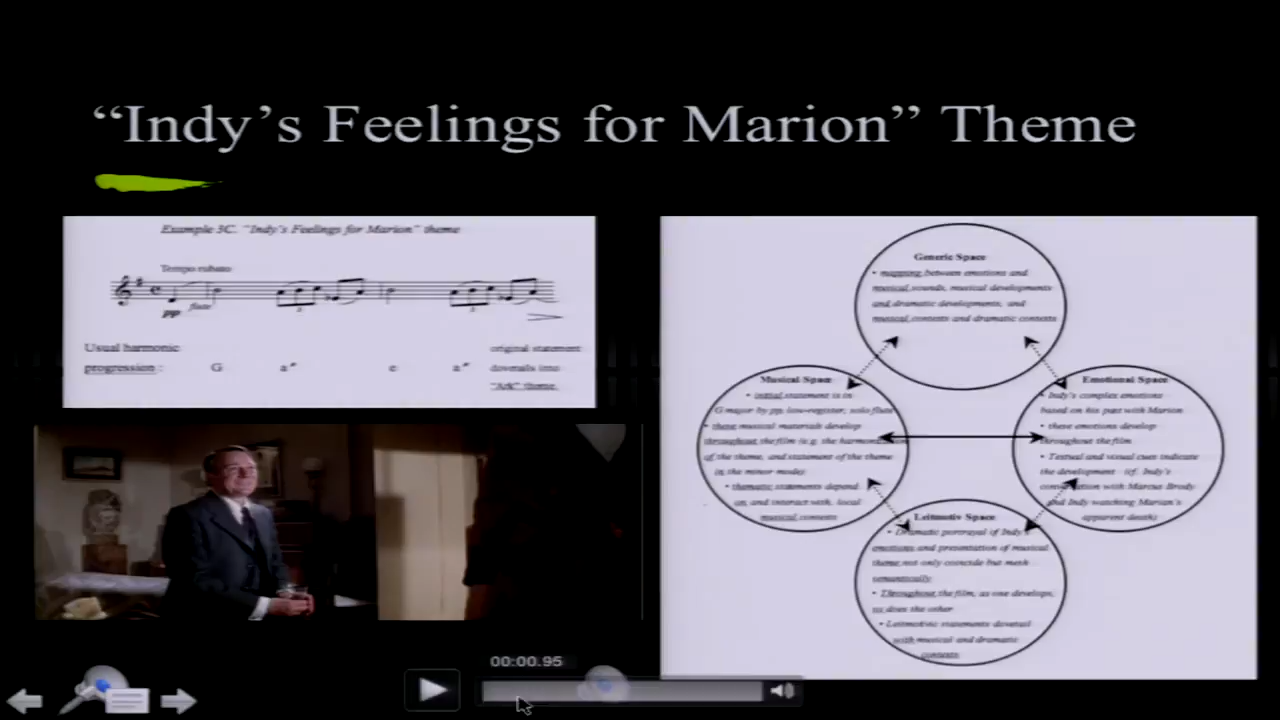 “Indy’s Feelings for Marion” Theme
Example 3C. "Indy's Feelings for Marion" theme
Tempo rubato
pp
flute
3
3
Usual harmonic
progression :
G
a
e
a
original statement
dovetails into
"Ark" theme.
Generic Space
• mapping between emotions and
musical sounds, musical developments
and dramatic developments, and
musical contexts and dramatic contexts
Musical Space
• initial statement is in
G major by pp, low-register, solo flute
• these musical materials develop
throughout the film (e.g. the harmonization
of the theme, and statement of the theme
in the minor mode)
• thematic statements depend
on, and interact with, local
musical contexts
Emotional Space
• Indy's complex emotions
based on his past with Marion
• these emotions develop
throughout the film
• Textual and visual cues indicate
the development (cf. Indy's
conversation with Marcus Brody
and Indy watching Marion's
apparent death)
Leitmotiv Space
• Dramatic portrayal of Indy's
emotions and presentation of musical
theme not only coincide but mesh
semantically
• Throughout the film, as one develops,
so does the other
• Leitmotivic statements dovetail
with musical and dramatic
contexts
00:00.95